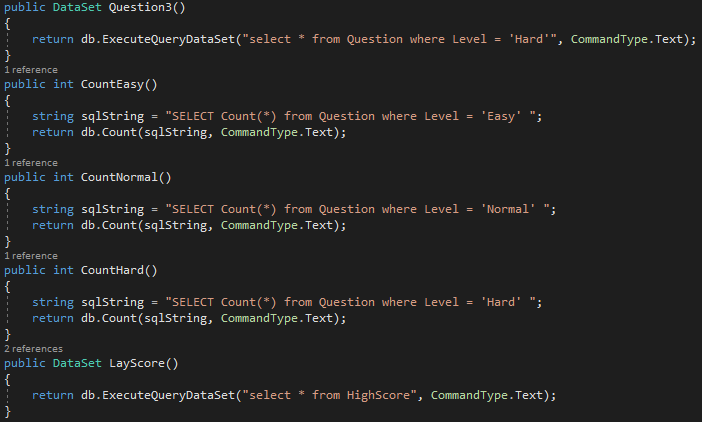 public DataSet Question3()
{
    return db.ExecuteQueryDataSet("select * from Question where Level = 'Hard'", CommandType.Text);
}
1 reference
public int CountEasy()
{
    string sqlString = "SELECT Count(*) from Question where Level = 'Easy' ";
    return db.Count(sqlString, CommandType.Text);
}
1 reference
public int CountNormal()
{
    string sqlString = "SELECT Count(*) from Question where Level = 'Normal' ";
    return db.Count(sqlString, CommandType.Text);
}
1 reference
public int CountHard()
{
    string sqlString = "SELECT Count(*) from Question where Level = 'Hard' ";
    return db.Count(sqlString, CommandType.Text);
}
2 references
public DataSet LayScore()
{
    return db.ExecuteQueryDataSet("select * from HighScore", CommandType.Text);
}